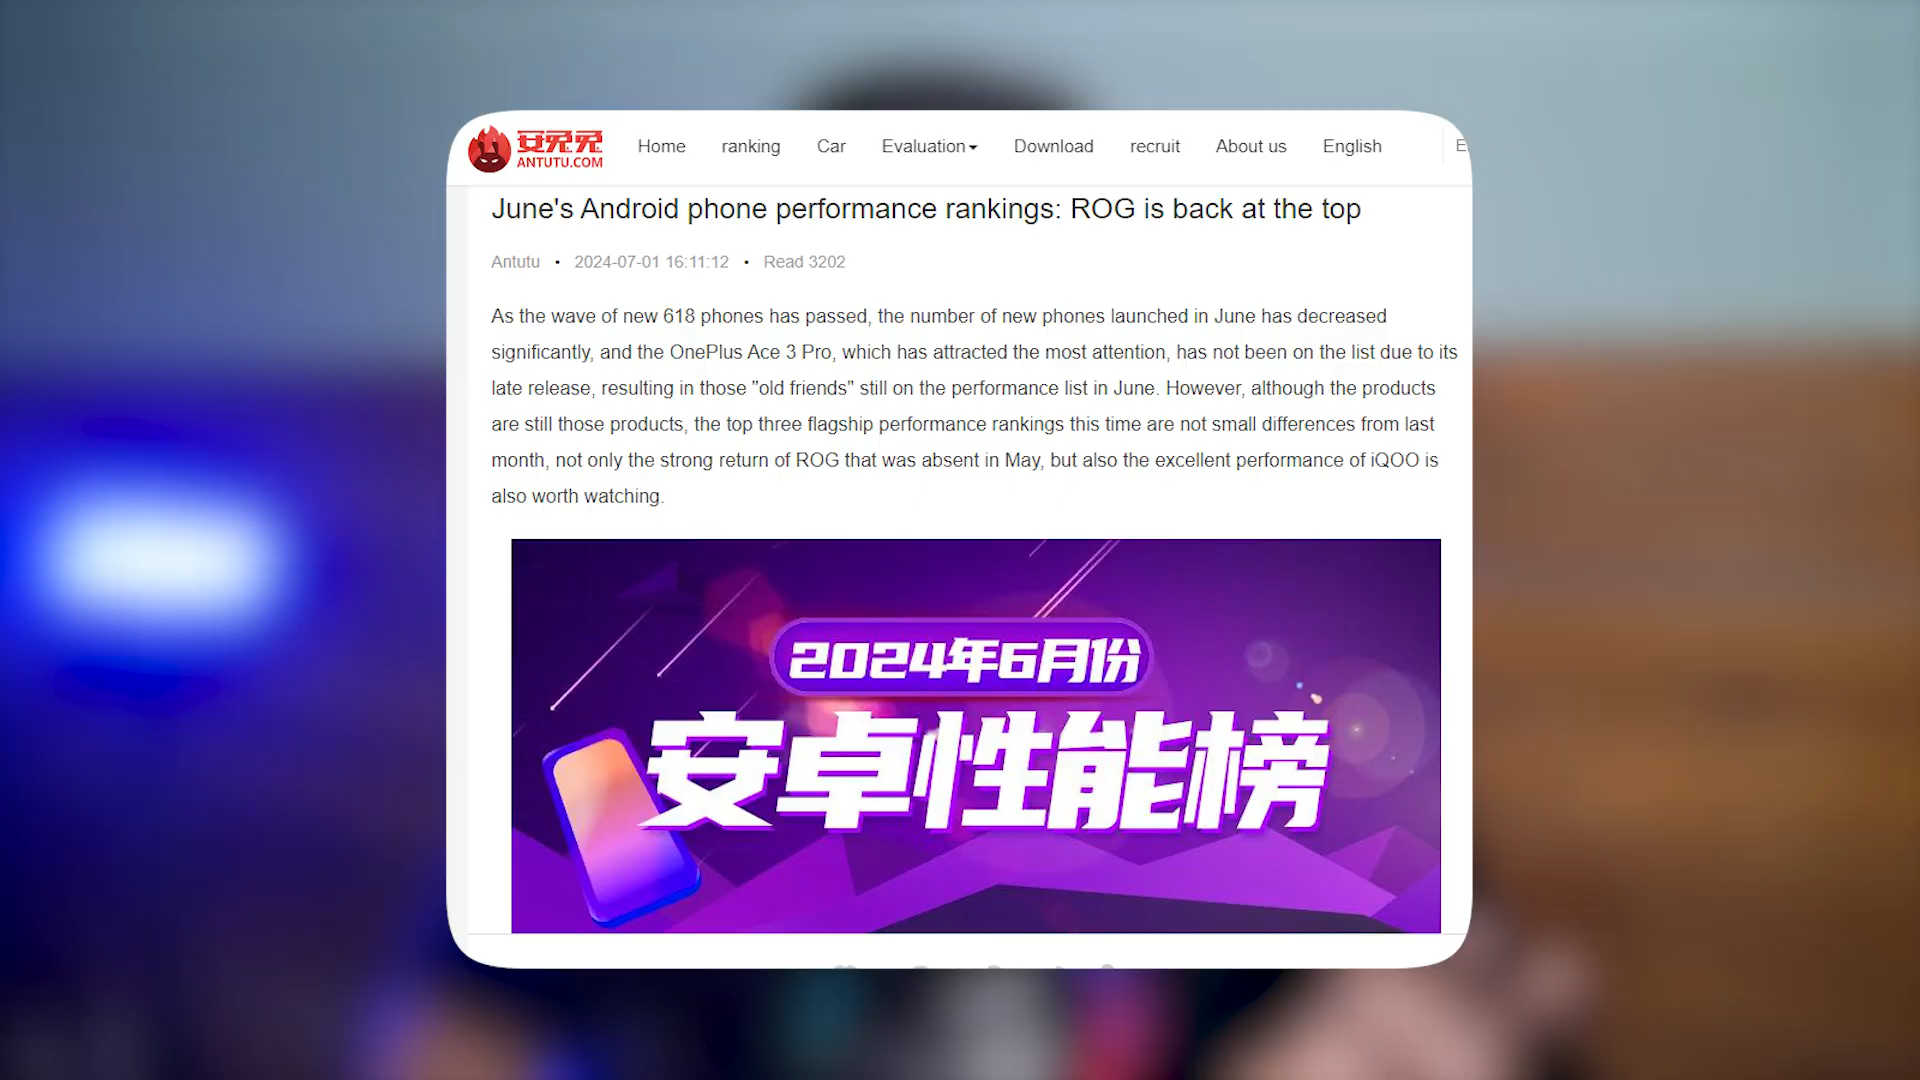 安兔兔
ANTUTU.COM
Home ranking Car Evaluation Download recruit About us English
June's Android phone performance rankings: ROG is back at the top
Antutu • 2024-07-01 16:11:12 • Read 3202
As the wave of new 618 phones has passed, the number of new phones launched in June has decreased
significantly, and the OnePlus Ace 3 Pro, which has attracted the most attention, has not been on the list due to its
late release, resulting in those "old friends" still on the performance list in June. However, although the products
are still those products, the top three flagship performance rankings this time are not small differences from last
month, not only the strong return of ROG that was absent in May, but also the excellent performance of iQOO is
also worth watching.
2024年6月份
安卓性能榜